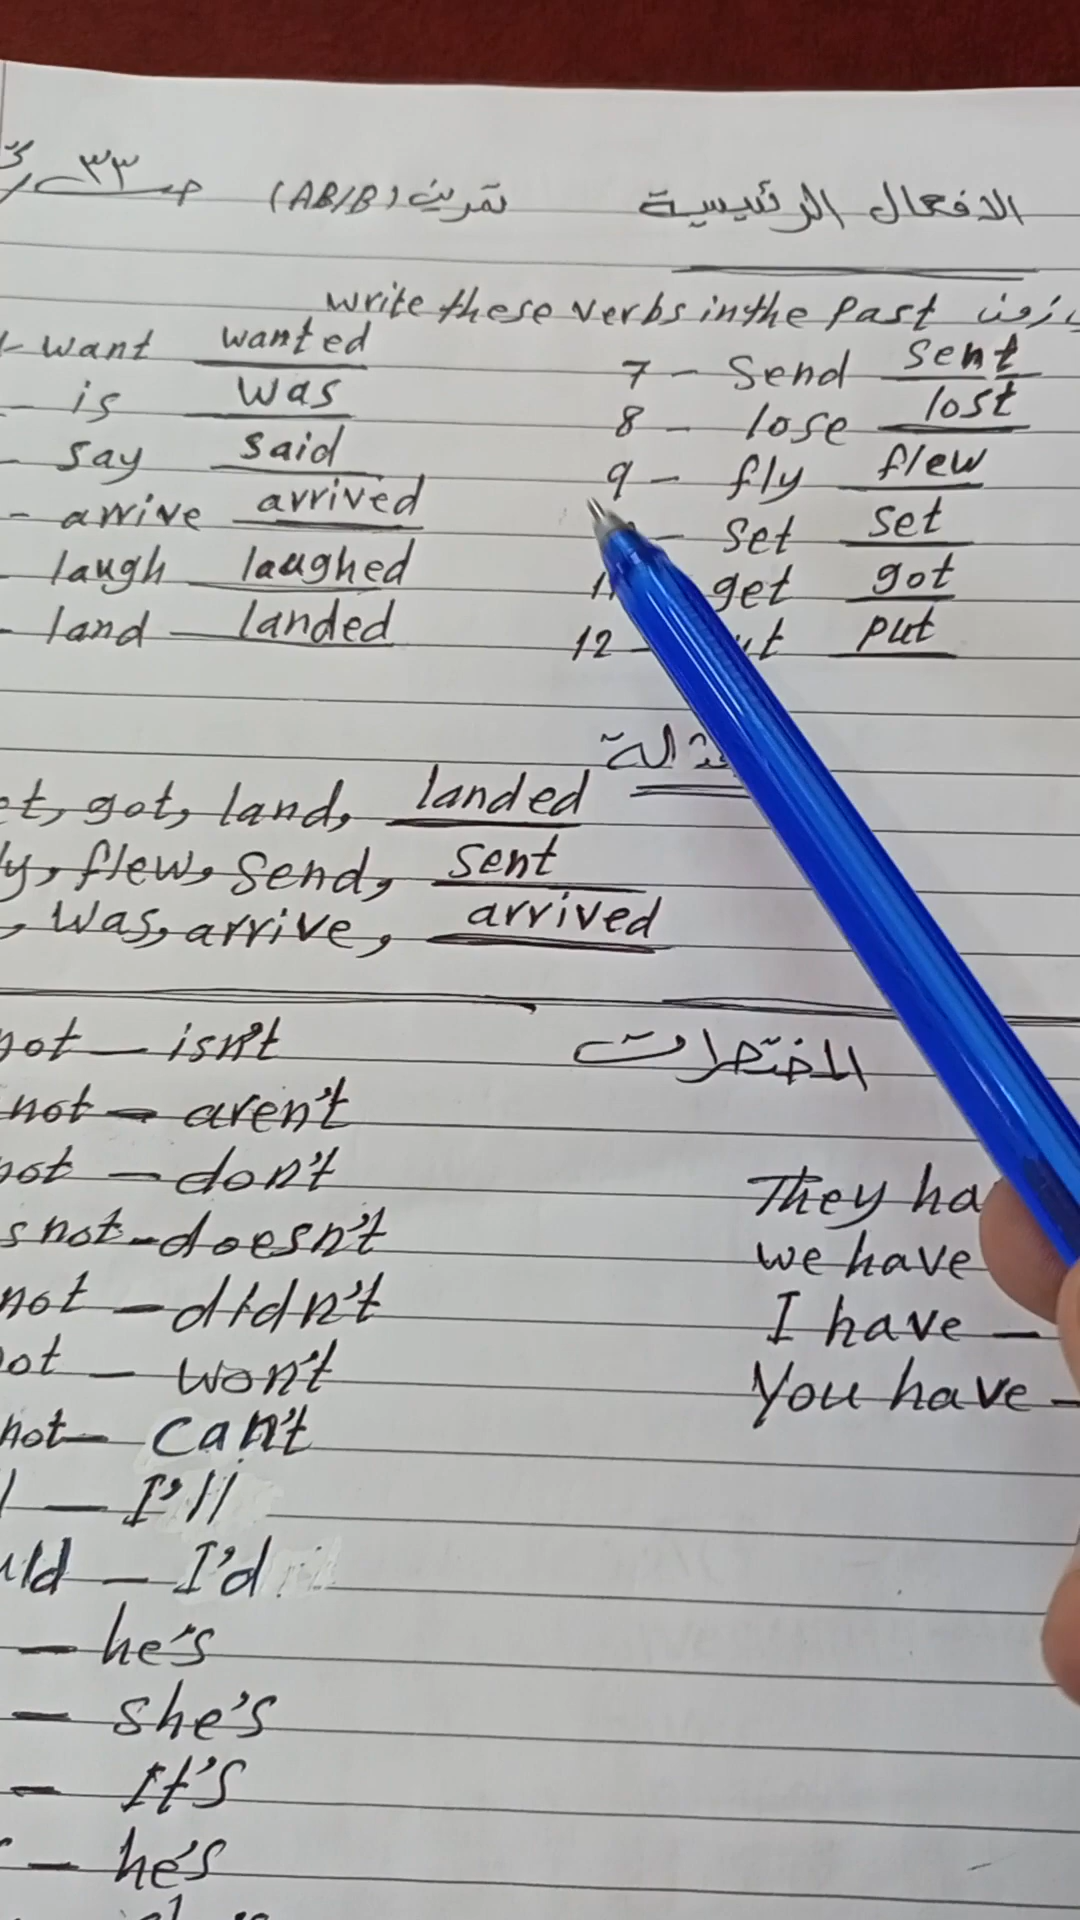 الافعال الرئيسية تمرين (AB/B) صـ ٣٣
write these verbs in the Past
want wanted
is was
say said
arrive arrived
laugh laughed
land landed
7 - Send Sent
8 - lose lost
9 - fly flew
Set Set
get got
12 - put
got, land, landed
flew, Send, Sent
was, arrive, arrived
المختصرات
not - isn't
not - aren't
not - don't
not - doesn't
not - didn't
not - won't
not - can't
- I'll
- I'd
- he's
- she's
- It's
- he's
They
we have
I have -
You have -